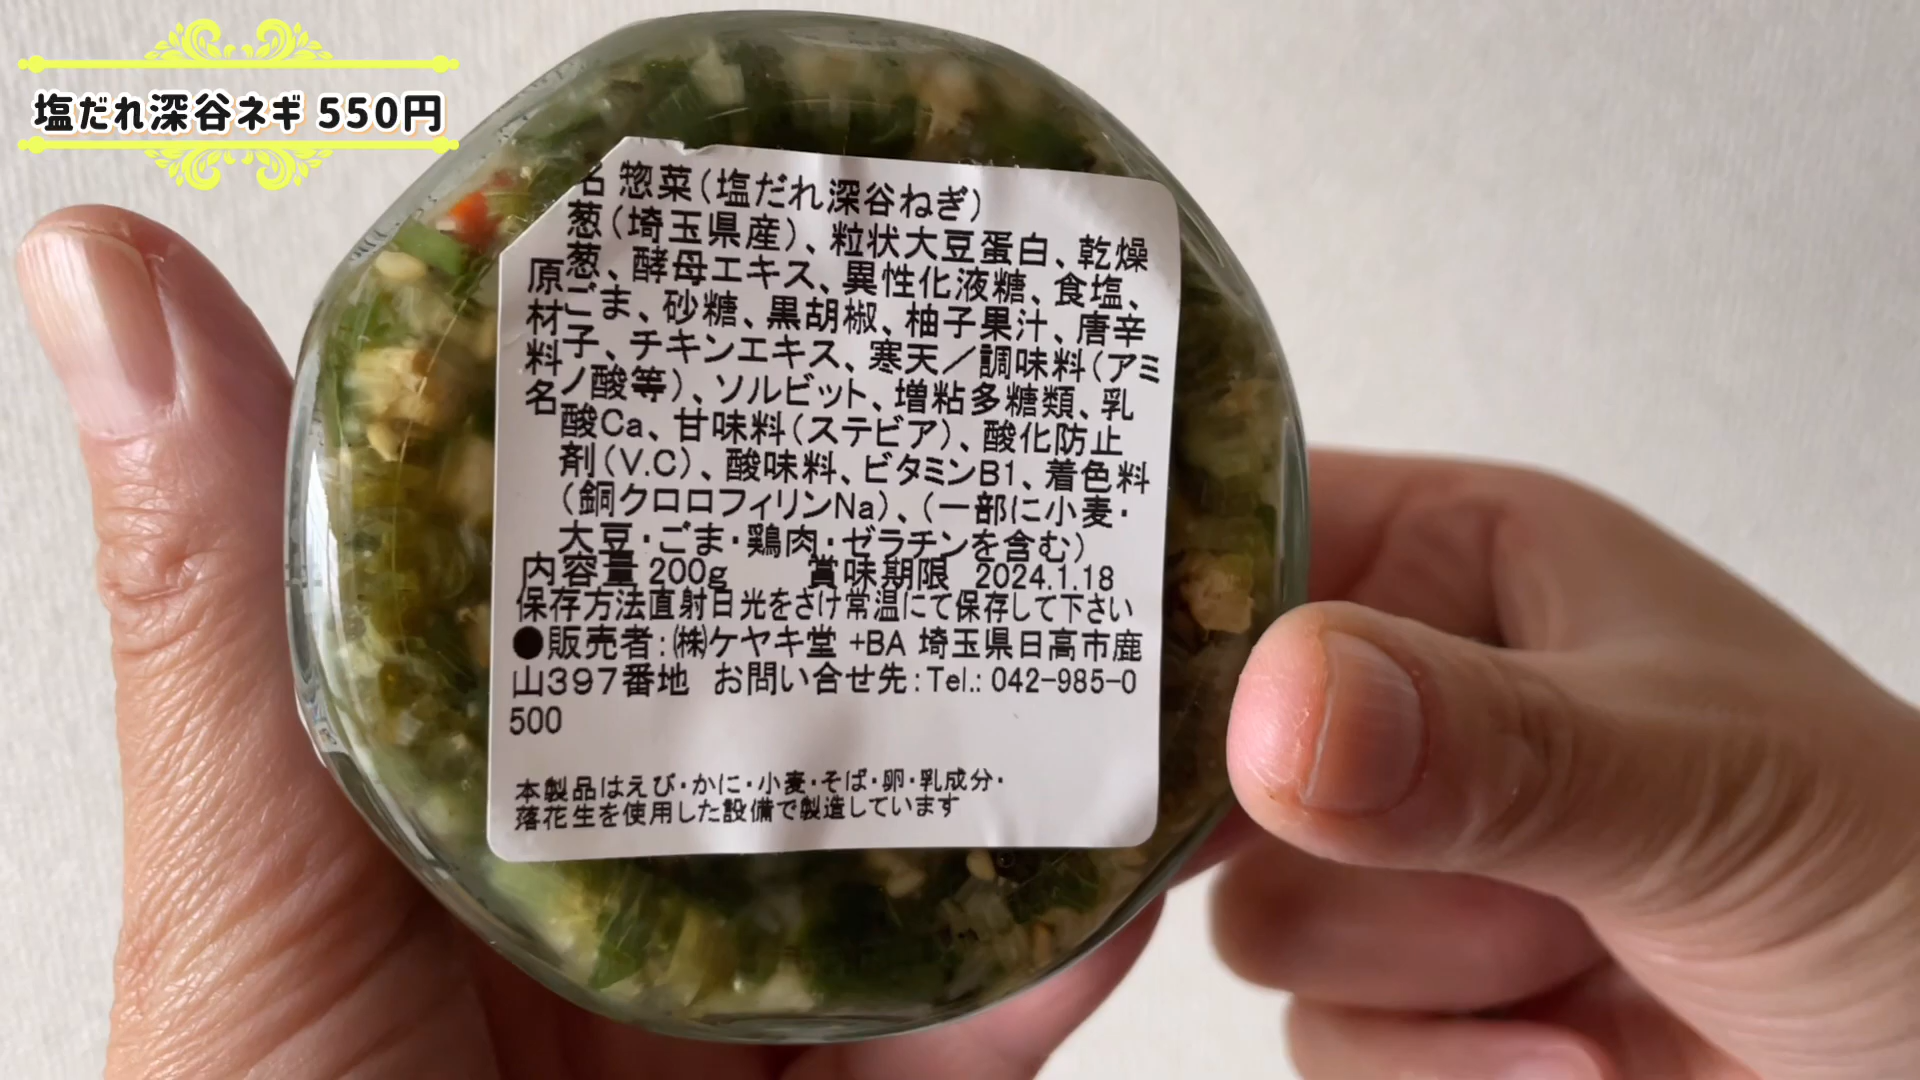 塩だれ深谷ネギ 550円
名 惣菜(塩だれ深谷ねぎ)
原材料名
葱(埼玉県産)、粒状大豆蛋白、乾燥
葱、酵母エキス、異性化液糖、食塩、
ごま、砂糖、黒胡椒、柚子果汁、唐辛
子、チキンエキス、寒天／調味料(アミ
ノ酸等)、ソルビット、増粘多糖類、乳
酸Ca、甘味料(ステビア)、酸化防止
剤(V.C)、酸味料、ビタミンB1、着色料
(銅クロロフィリンNa)、(一部に小麦・
大豆・ごま・鶏肉・ゼラチンを含む)
内容量 200g 賞味期限 2024.1.18
保存方法直射日光をさけ常温にて保存して下さい
●販売者:㈱ケヤキ堂 +BA 埼玉県日高市鹿
山397番地 お問い合せ先:Tel.: 042-985-0
500
本製品はえび・かに・小麦・そば・卵・乳成分・
落花生を使用した設備で製造しています